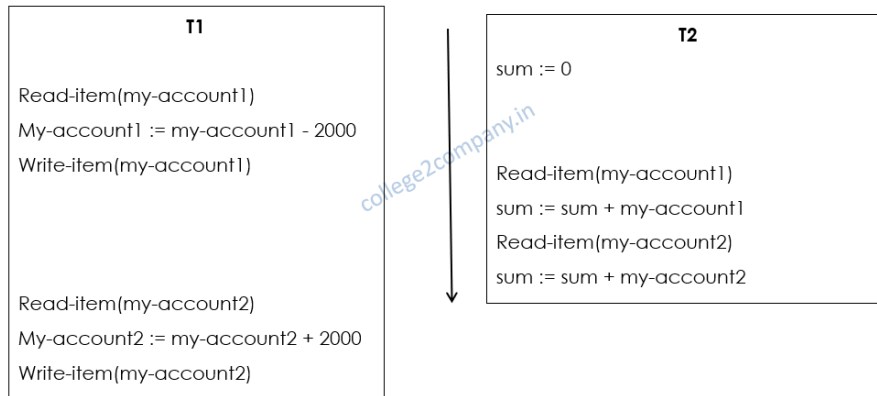 T1
Read-item(my-account1)
My-account1 := my-account1 - 2000
Write-item(my-account1)
Read-item(my-account2)
My-account2 := my-account2 + 2000
Write-item(my-account2)
college2company.in
T2
sum := 0
Read-item(my-account1)
sum := sum + my-account1
Read-item(my-account2)
sum := sum + my-account2